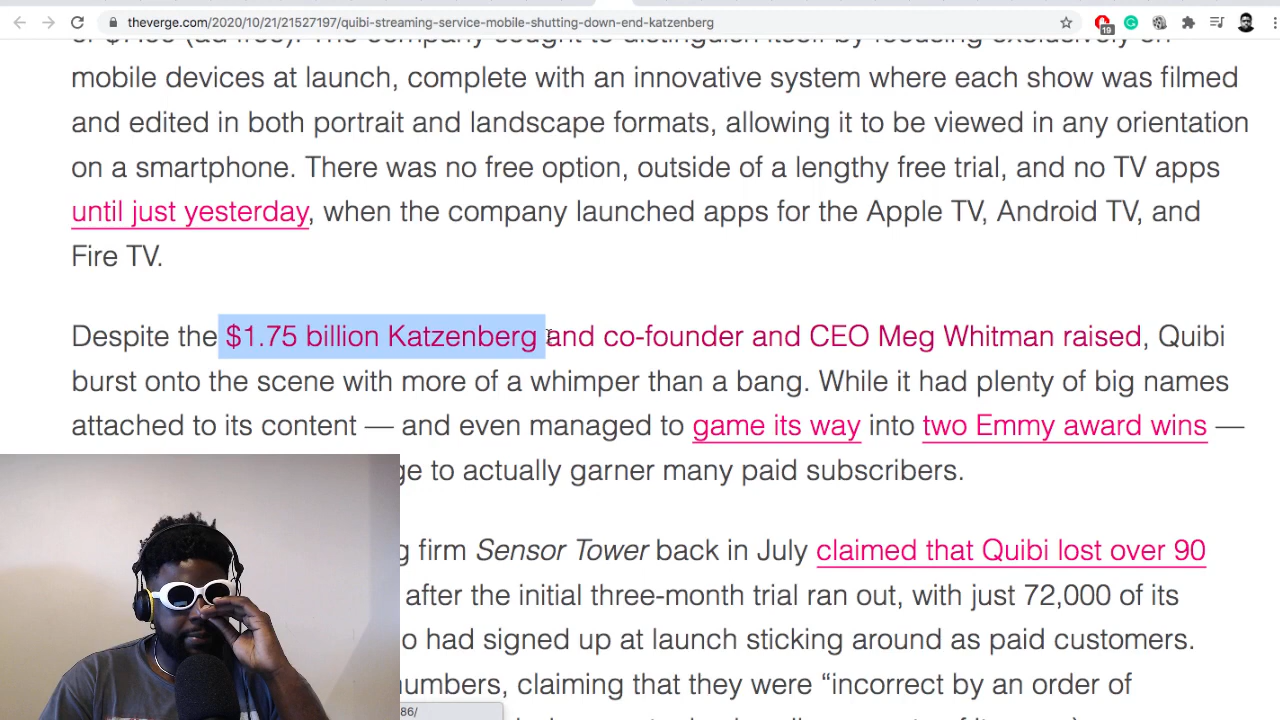 theverge.com/2020/10/21/21527197/quibi-streaming-service-mobile-shutting-down-end-katzenberg
19
mobile devices at launch, complete with an innovative system where each show was filmed
and edited in both portrait and landscape formats, allowing it to be viewed in any orientation
on a smartphone. There was no free option, outside of a lengthy free trial, and no TV apps
until just yesterday, when the company launched apps for the Apple TV, Android TV, and
Fire TV.
Despite the $1.75 billion Katzenberg and co-founder and CEO Meg Whitman raised, Quibi
burst onto the scene with more of a whimper than a bang. While it had plenty of big names
attached to its content — and even managed to game its way into two Emmy award wins —
ge to actually garner many paid subscribers.
g firm Sensor Tower back in July claimed that Quibi lost over 90
after the initial three-month trial ran out, with just 72,000 of its
o had signed up at launch sticking around as paid customers.
numbers, claiming that they were “incorrect by an order of
86/